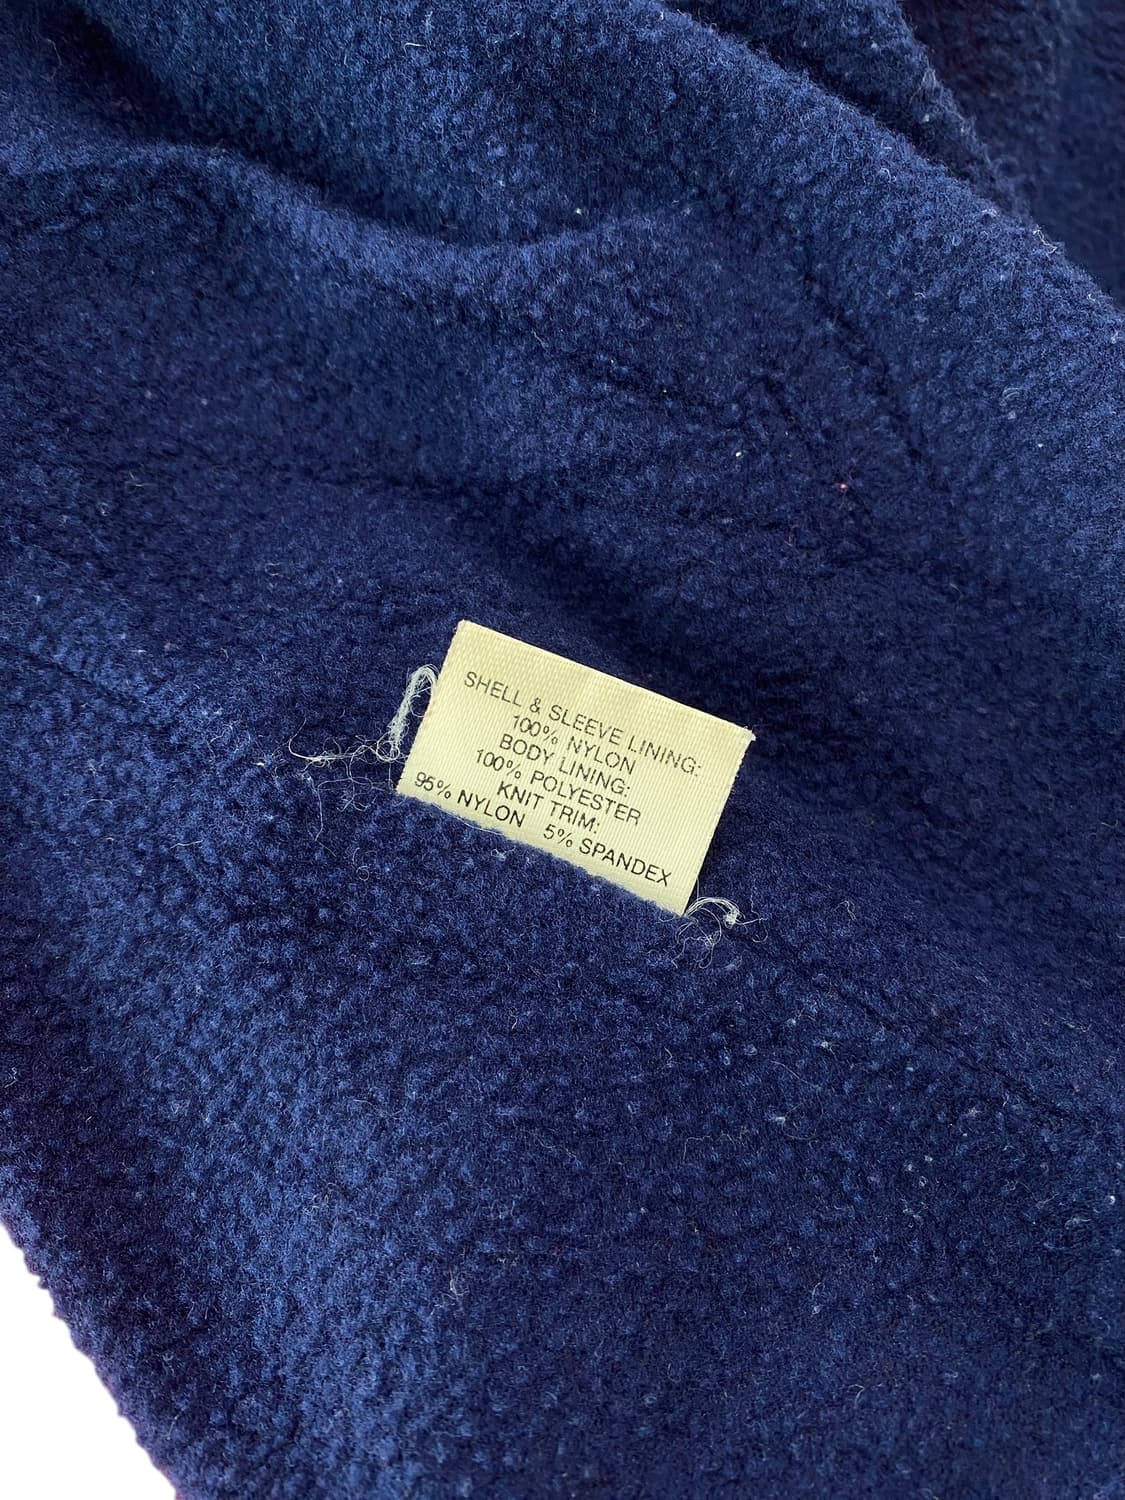 SHELL & SLEEVE LINING:
100% NYLON
BODY LINING:
100% POLYESTER
KNIT TRIM:
95% NYLON 5% SPANDEX